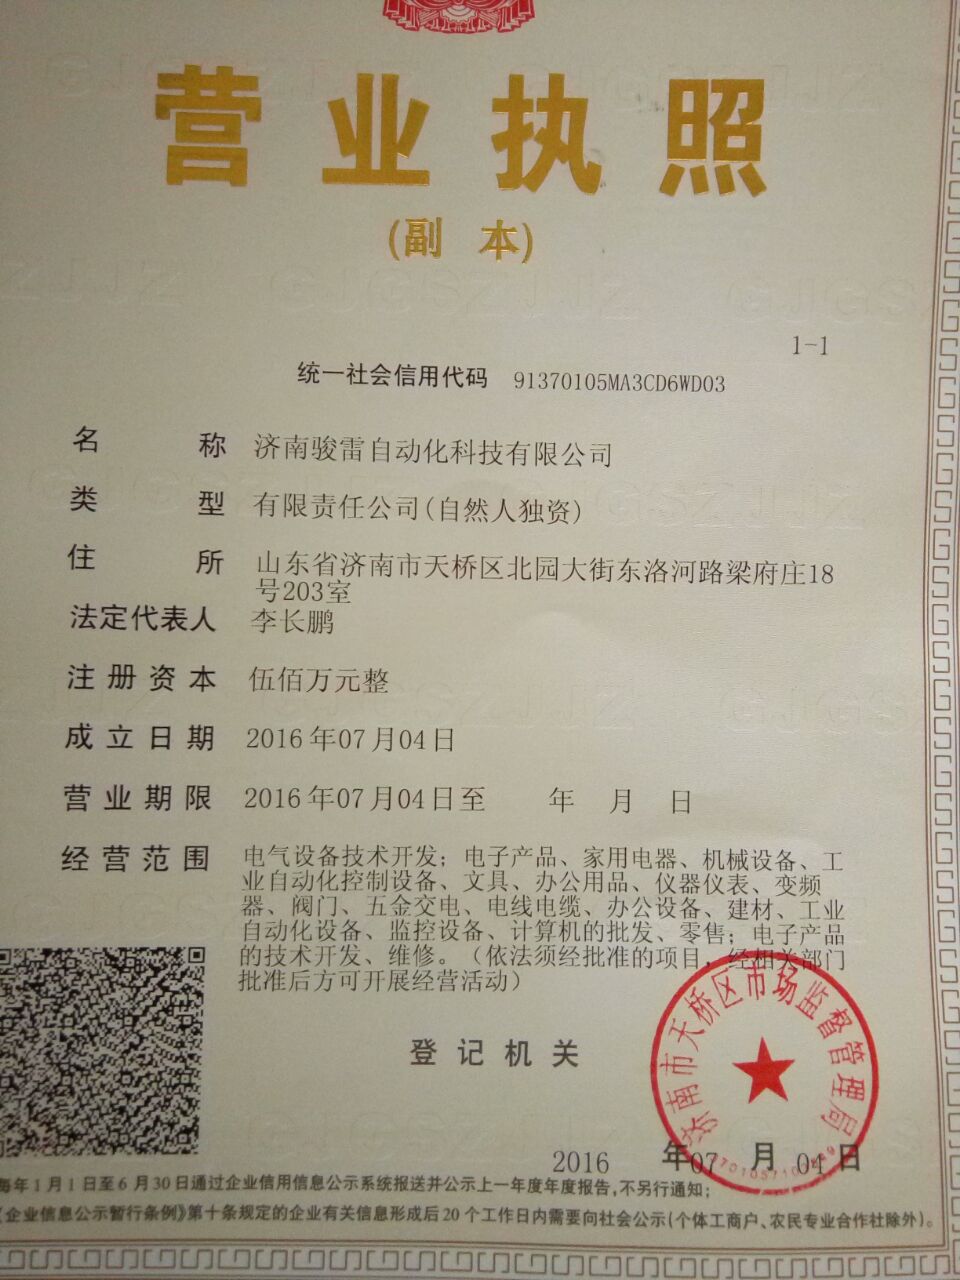 营业执照
(副 本)
1-1
统一社会信用代码 91370105MA3CD6WD03
名称 济南骏雷自动化科技有限公司
类型 有限责任公司(自然人独资)
住所 山东省济南市天桥区北园大街东洛河路梁府庄18
号203室
法定代表人 李长鹏
注册资本 伍佰万元整
成立日期 2016年07月04日
营业期限 2016年07月04日至 年 月 日
经营范围 电气设备技术开发；电子产品、家用电器、机械设备、工
业自动化控制设备、文具、办公用品、仪器仪表、变频
器、阀门、五金交电、电线电缆、办公设备、建材、工业
自动化设备、监控设备、计算机的批发、零售；电子产品
的技术开发、维修。（依法须经批准的项目，经相关部门
批准后方可开展经营活动）
登记机关
济南市天桥区市场监督管理局
2016 年07 月 04 日
每年1月1日至6月30日通过企业信用信息公示系统报送并公示上一年度年度报告,不另行通知;
《企业信息公示暂行条例》第十条规定的企业有关信息形成后20个工作日内需要向社会公示(个体工商户、农民专业合作社除外)。